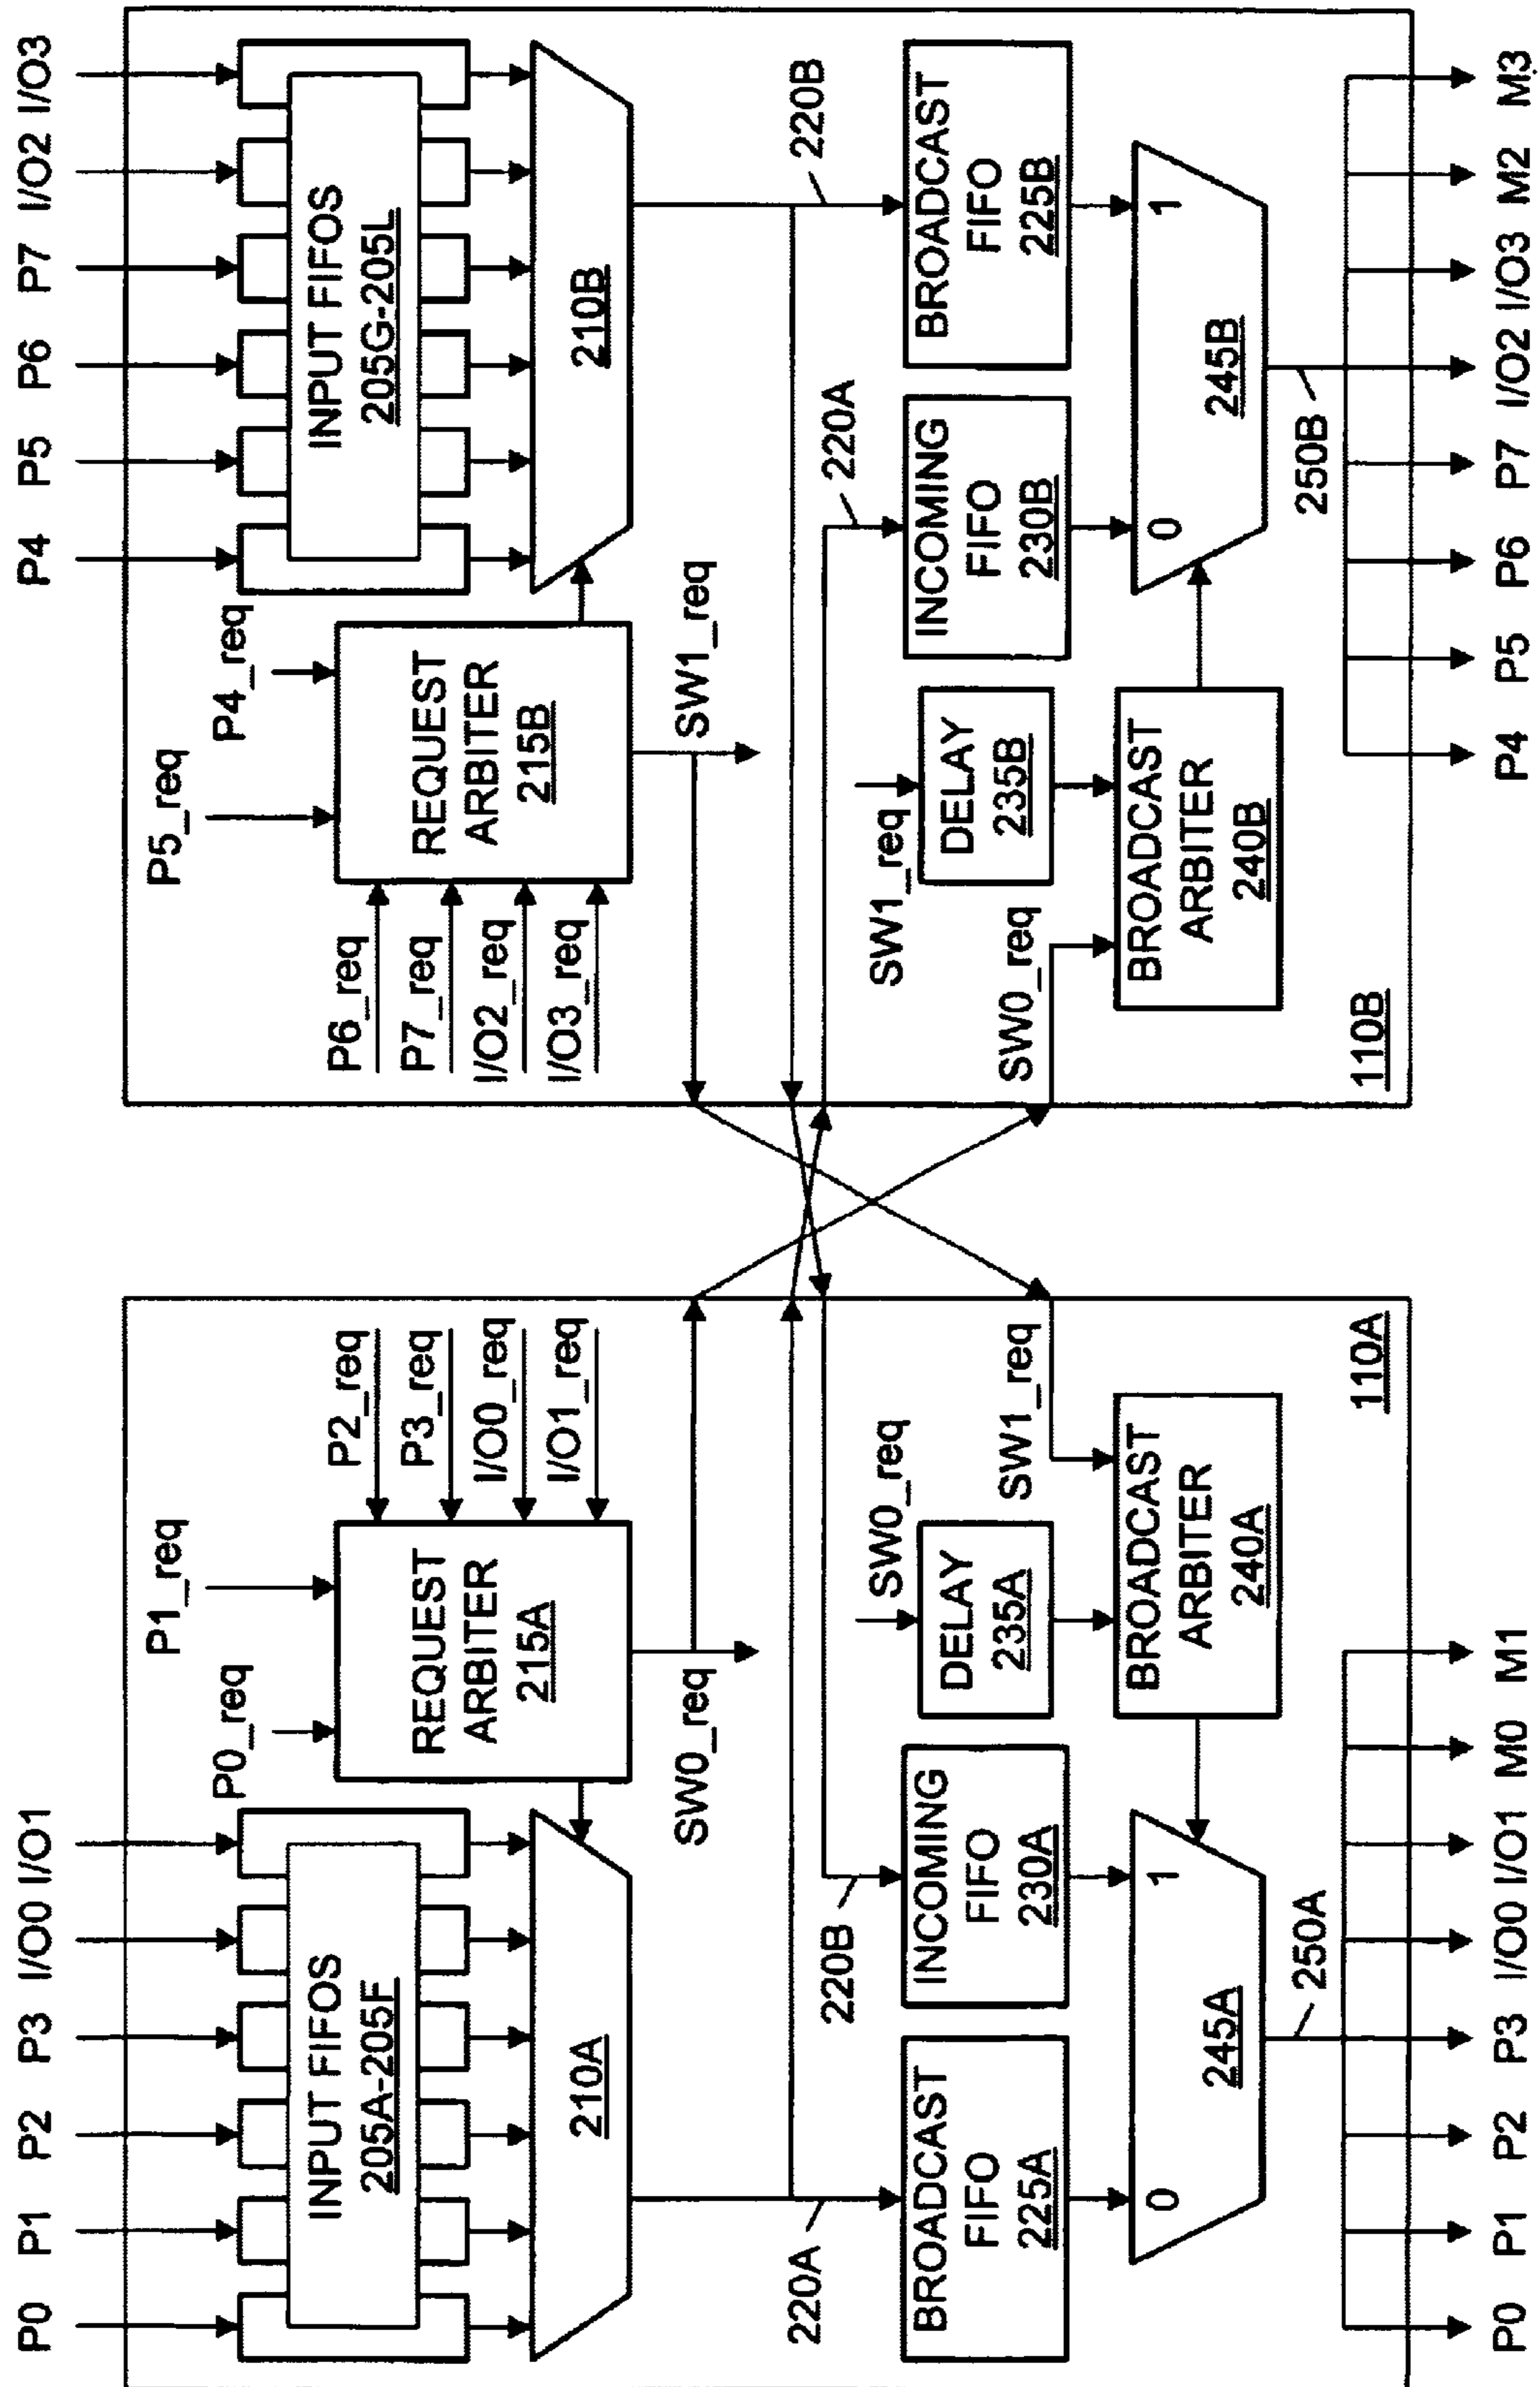 P0 P1 P2 P3 I/O0 I/O1
P4 P5 P6 P7 I/O2 I/O3
INPUT FIFOS
205A-205F
P0_req
P1_req
P2_req
P3_req
I/O0_req
I/O1_req
REQUEST
ARBITER
215A
210A
SW0_req
220A
220B
BROADCAST
FIFO
225A
INCOMING
FIFO
230A
SW0_req
DELAY
235A
SW1_req
BROADCAST
ARBITER
240A
0
1
245A
250A
110A
P0 P1 P2 P3 I/O0 I/O1 M0 M1
P5_req
P4_req
P6_req
P7_req
I/O2_req
I/O3_req
REQUEST
ARBITER
215B
INPUT FIFOS
205G-205L
210B
SW1_req
220A
220B
SW1_req
DELAY
235B
SW0_req
BROADCAST
ARBITER
240B
INCOMING
FIFO
230B
BROADCAST
FIFO
225B
0
1
245B
250B
110B
P4 P5 P6 P7 I/O2 I/O3 M2 M3